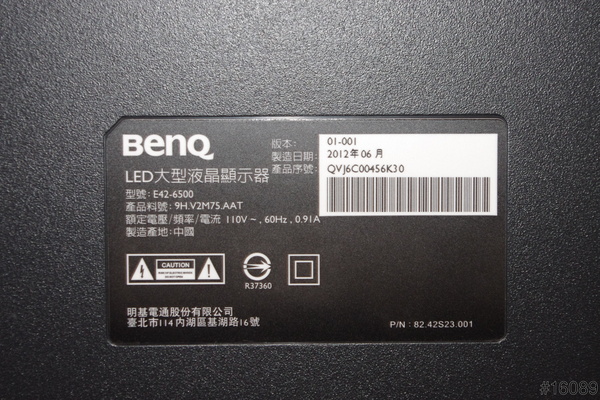 BenQ
LED大型液晶顯示器
型號: E42-6500
產品料號: 9H.V2M75.AAT
額定電壓/頻率/電流 110V ~ , 60Hz , 0.91A
製造產地: 中國
版本: 01-001
製造日期: 2012年06月
產品序號: QVJ6C00456K30
CAUTION
R37360
明基電通股份有限公司
臺北市114內湖區基湖路16號
P/N : 82.42S23.001
#16089